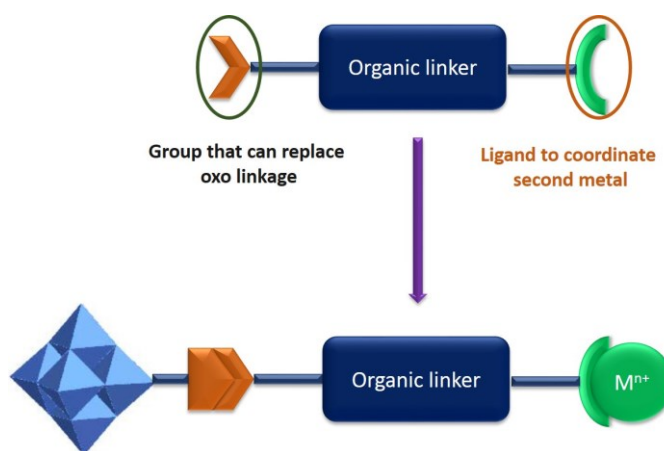 Organic linker
Group that can replace
oxo linkage
Ligand to coordinate
second metal
Organic linker
Mⁿ⁺